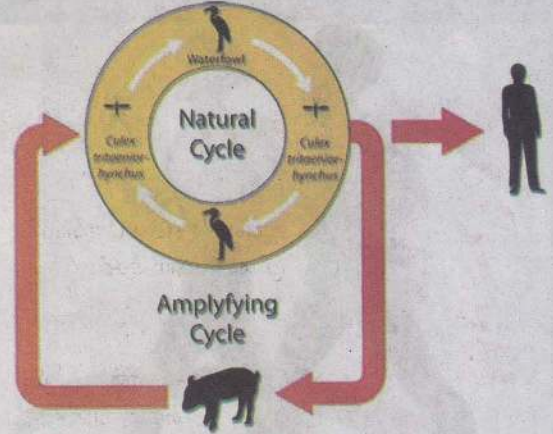 Waterfowl
Natural
Cycle
Culex
tritaenior-
hynchus
Culex
tritaenior-
hynchus
Amplyfying
Cycle